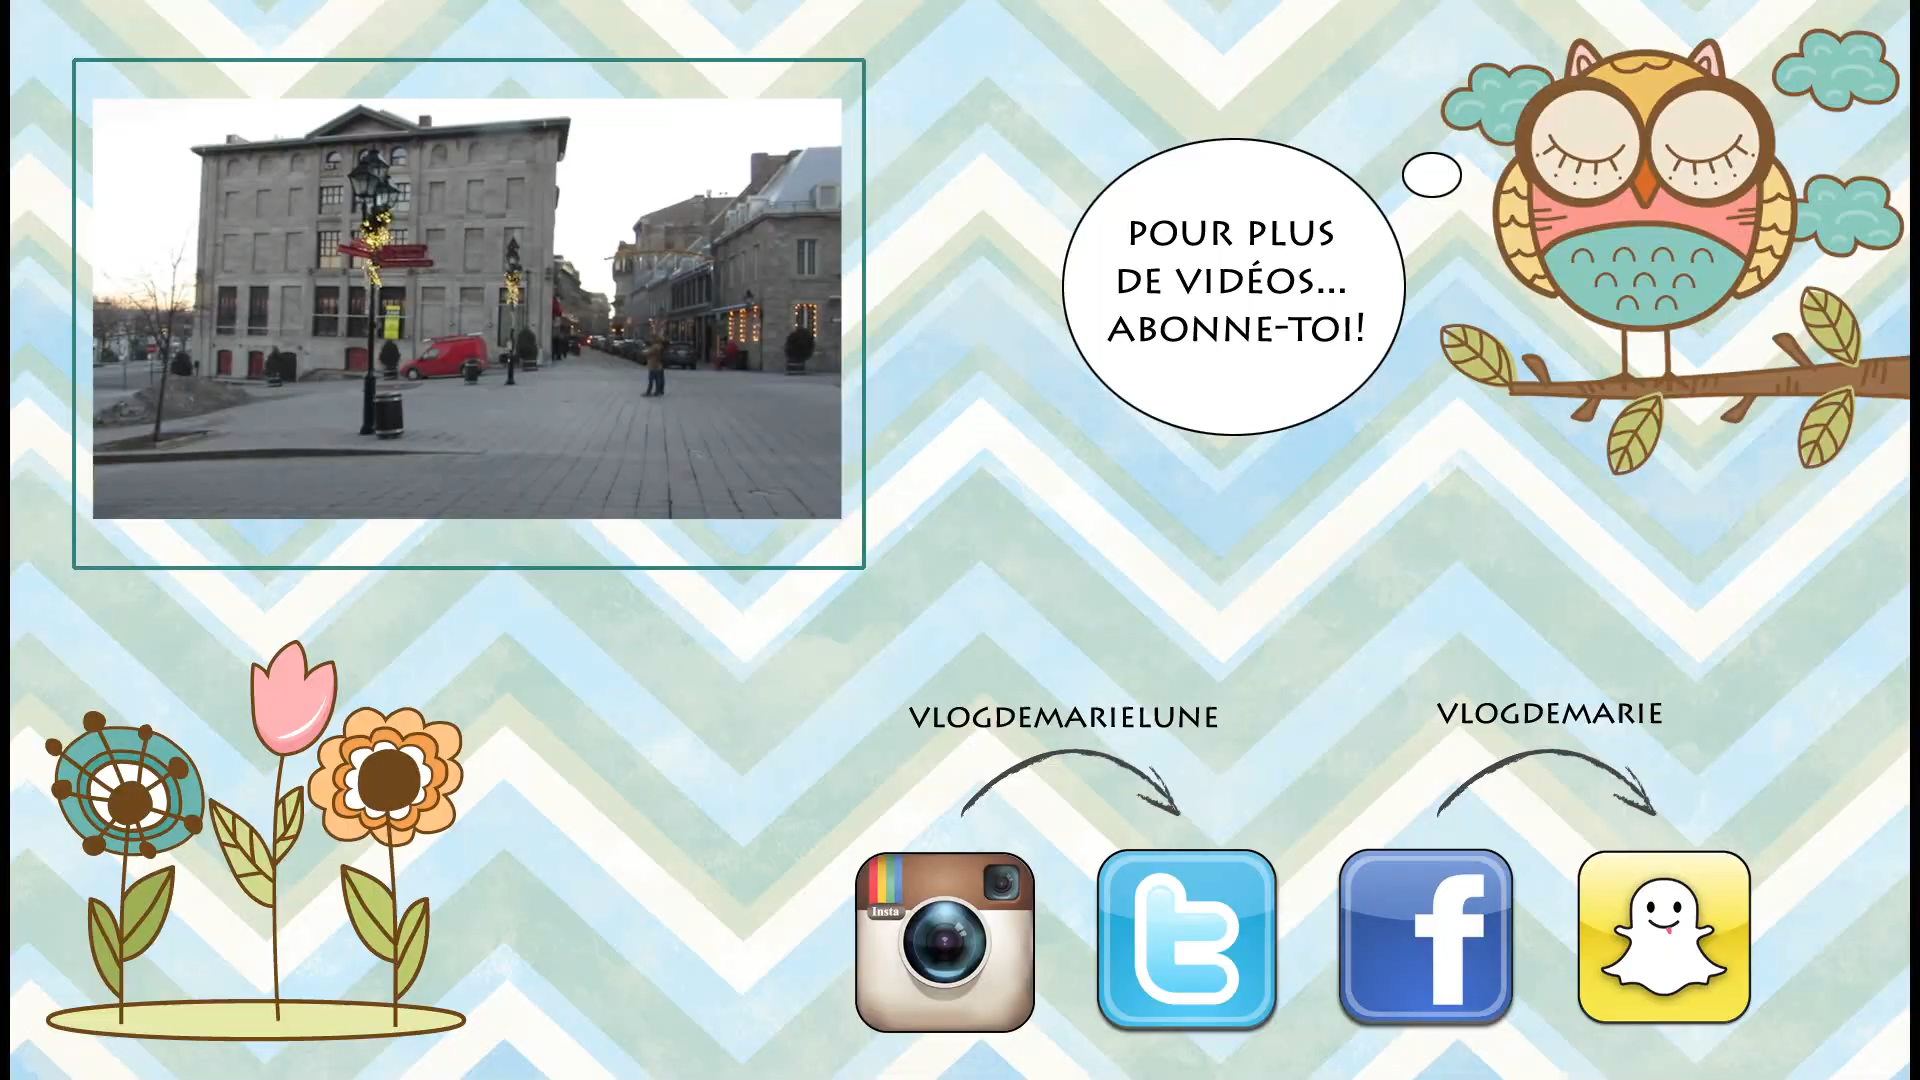 POUR PLUS
DE VIDÉOS...
ABONNE-TOI!
VLOGDEMARIELUNE
VLOGDEMARIE
Insta